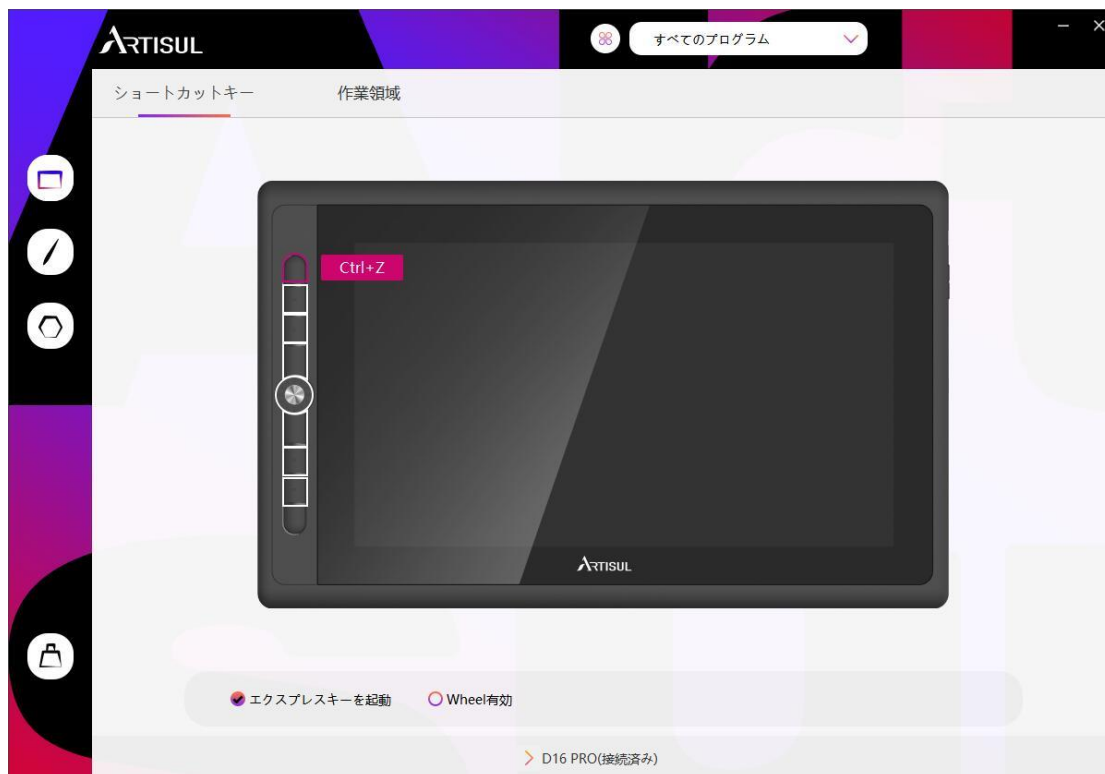 ARTISUL
すべてのプログラム
ショートカットキー 作業領域
Ctrl+Z
ARTISUL
エクスプレスキーを起動 Wheel有効
D16 PRO(接続済み)